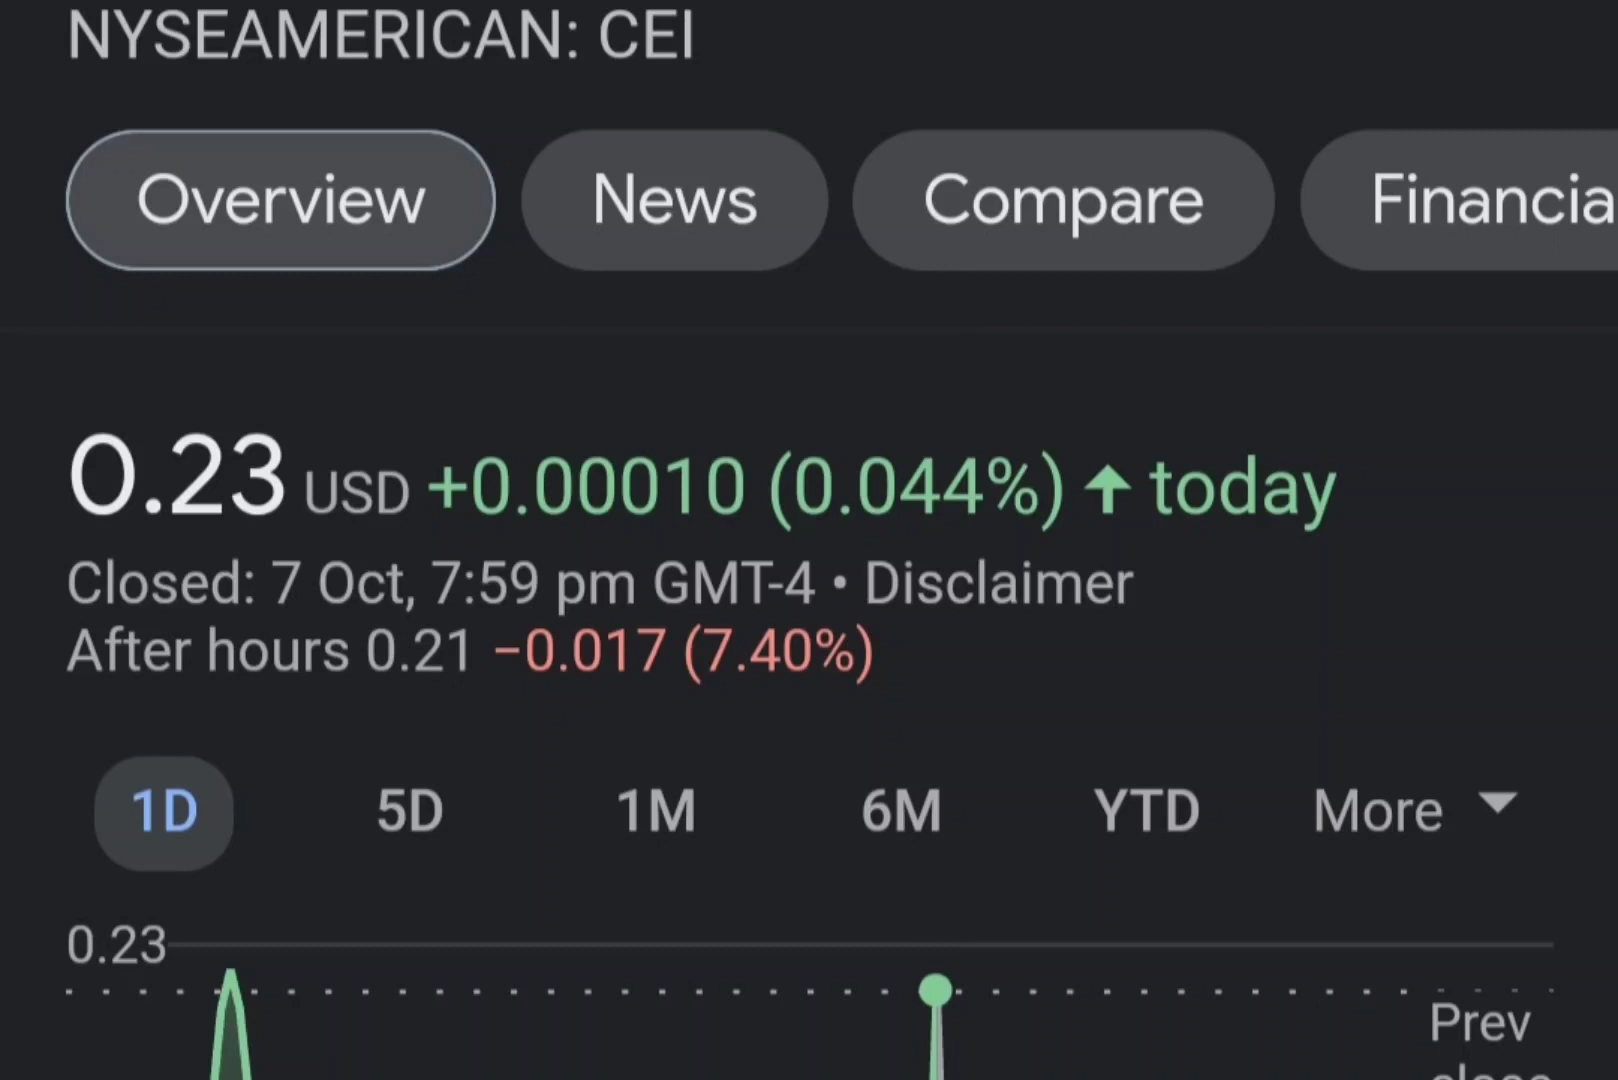 NYSEAMERICAN: CEI
Overview News Compare Financia
0.23 USD +0.00010 (0.044%) ↑ today
Closed: 7 Oct, 7:59 pm GMT-4 • Disclaimer
After hours 0.21 −0.017 (7.40%)
1D 5D 1M 6M YTD More
0.23
Prev
close